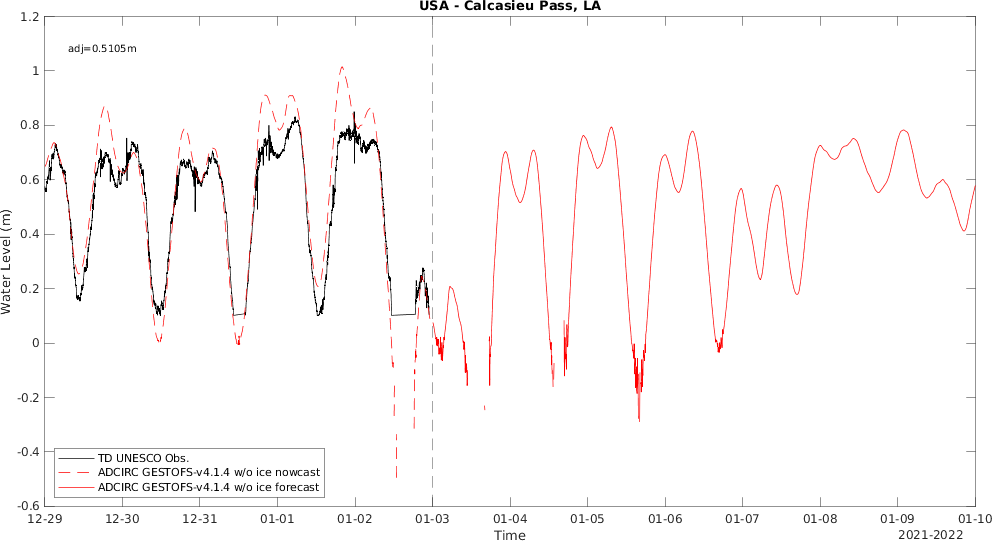 USA - Calcasieu Pass, LA
adj=0.5105m
1.2
1
0.8
0.6
0.4
0.2
0
-0.2
-0.4
-0.6
Water Level (m)
TD UNESCO Obs.
ADCIRC GESTOFS-v4.1.4 w/o ice nowcast
ADCIRC GESTOFS-v4.1.4 w/o ice forecast
12-29 12-30 12-31 01-01 01-02 01-03 01-04 01-05 01-06 01-07 01-08 01-09 01-10
Time
2021-2022